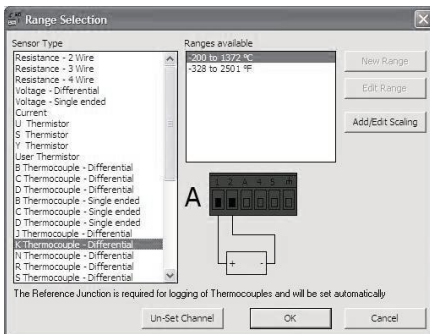 Range Selection
Sensor Type
Resistance - 2 Wire
Resistance - 3 Wire
Resistance - 4 Wire
Voltage - Differential
Voltage - Single ended
Current
U Thermistor
S Thermistor
Y Thermistor
User Thermistor
B Thermocouple - Differential
C Thermocouple - Differential
D Thermocouple - Differential
B Thermocouple - Single ended
C Thermocouple - Single ended
D Thermocouple - Single ended
J Thermocouple - Differential
K Thermocouple - Differential
N Thermocouple - Differential
R Thermocouple - Differential
S Thermocouple - Differential
Ranges available
-200 to 1372 °C
-328 to 2501 °F
New Range
Edit Range
Add/Edit Scaling
A
1 2 A 4 5
+ -
The Reference Junction is required for logging of Thermocouples and will be set automatically
Un-Set Channel
OK
Cancel